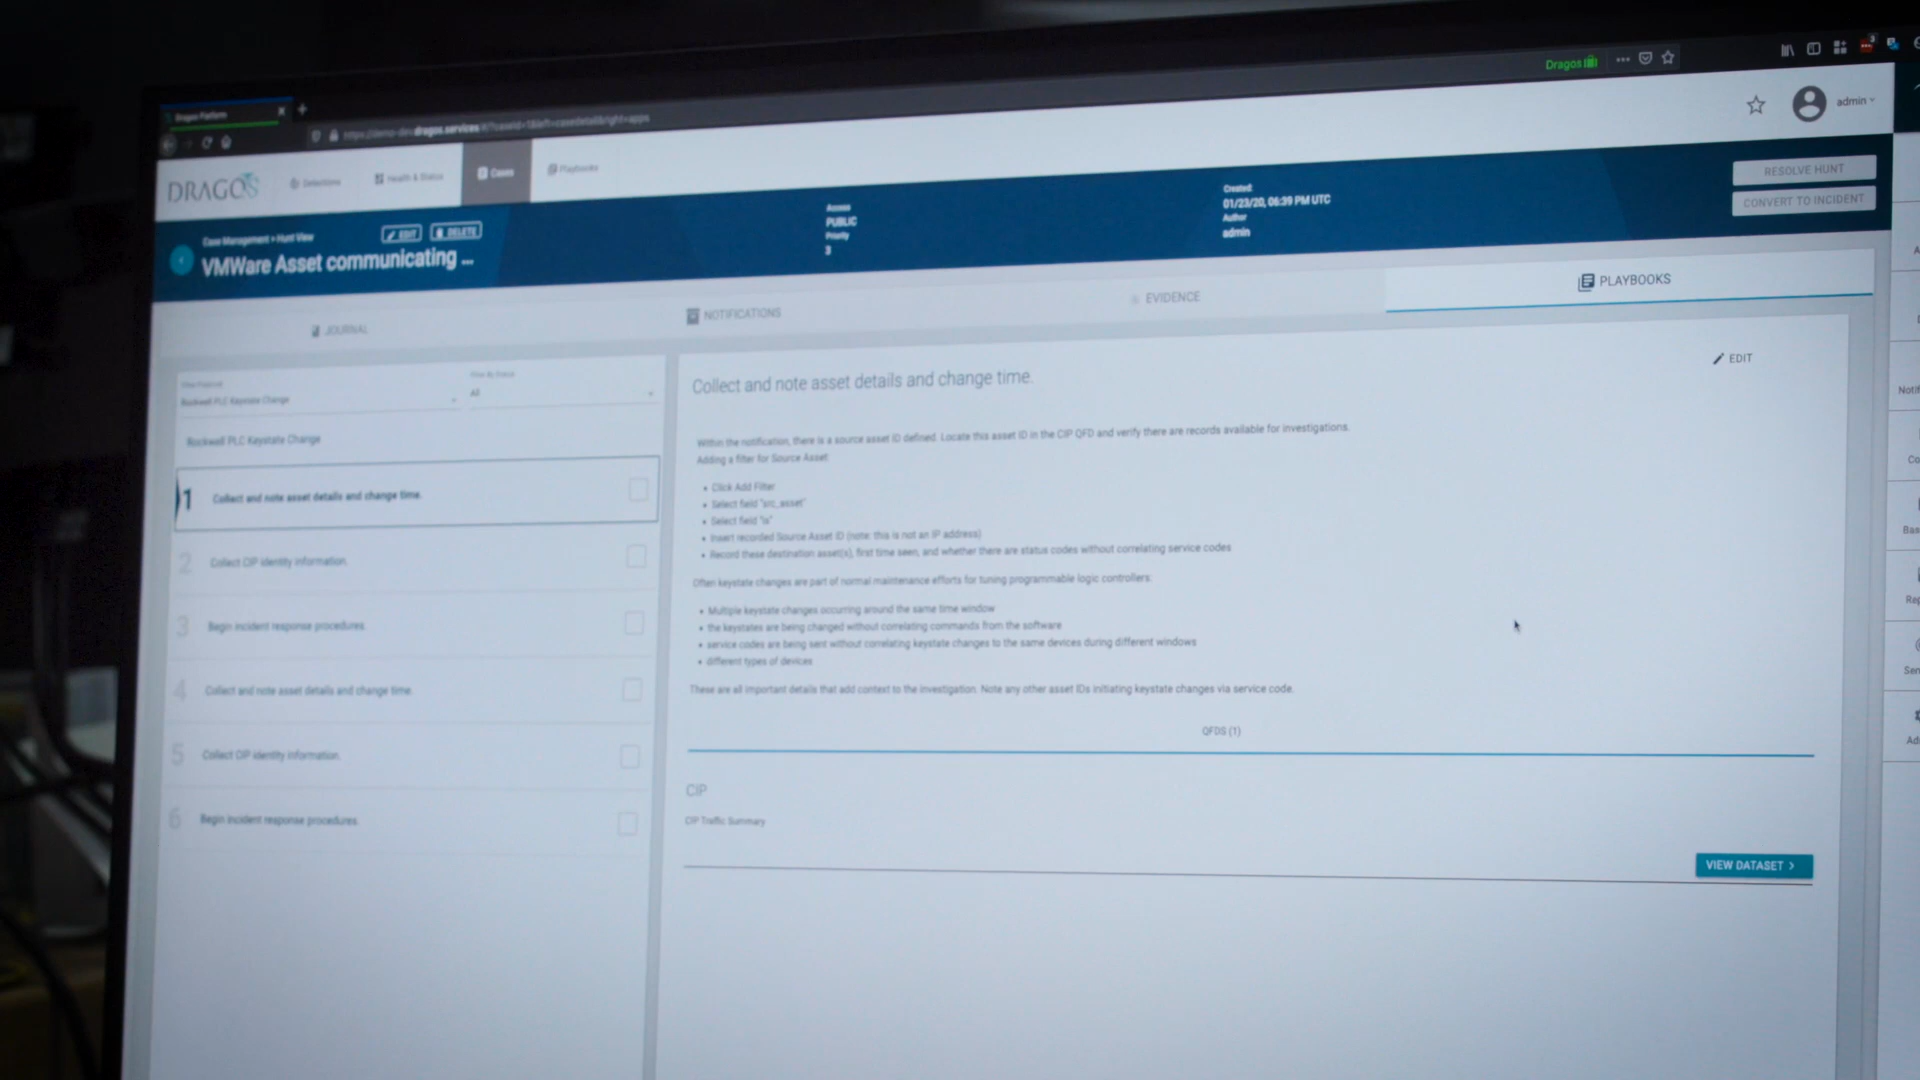 Dragos Platform
Dragos
DRAGOS
Detections
Health & Status
Cases
Playbooks
admin
Case Management > Hunt View
EDIT
DELETE
VMWare Asset communicating ...
Access
PUBLIC
Priority
3
Created
01/23/20, 06:39 PM UTC
Author
admin
RESOLVE HUNT
CONVERT TO INCIDENT
JOURNAL
NOTIFICATIONS
EVIDENCE
PLAYBOOKS
Rockwell PLC Keystate Change
All
Rockwell PLC Keystate Change
1 Collect and note asset details and change time.
2 Collect CIP identity information.
3 Begin incident response procedures.
4 Collect and note asset details and change time.
5 Collect CIP identity information.
6 Begin incident response procedures.
Collect and note asset details and change time.
EDIT
Within the notification, there is a source asset ID defined. Locate this asset ID in the CIP QFD and verify there are records available for investigations.
Adding a filter for Source Asset:
• Click Add Filter
• Select field "src_asset"
• Select field "is"
• Insert recorded Source Asset ID (note: this is not an IP address)
• Record these destination asset(s), first time seen, and whether there are status codes without correlating service codes
Often keystate changes are part of normal maintenance efforts for tuning programmable logic controllers.
• Multiple keystate changes occurring around the same time window
• the keystates are being changed without correlating commands from the software
• service codes are being sent without correlating keystate changes to the same devices during different windows
• different types of devices
These are all important details that add context to the investigation. Note any other asset IDs initiating keystate changes via service code.
QFDS (1)
CIP
CIP Traffic Summary
VIEW DATASET >